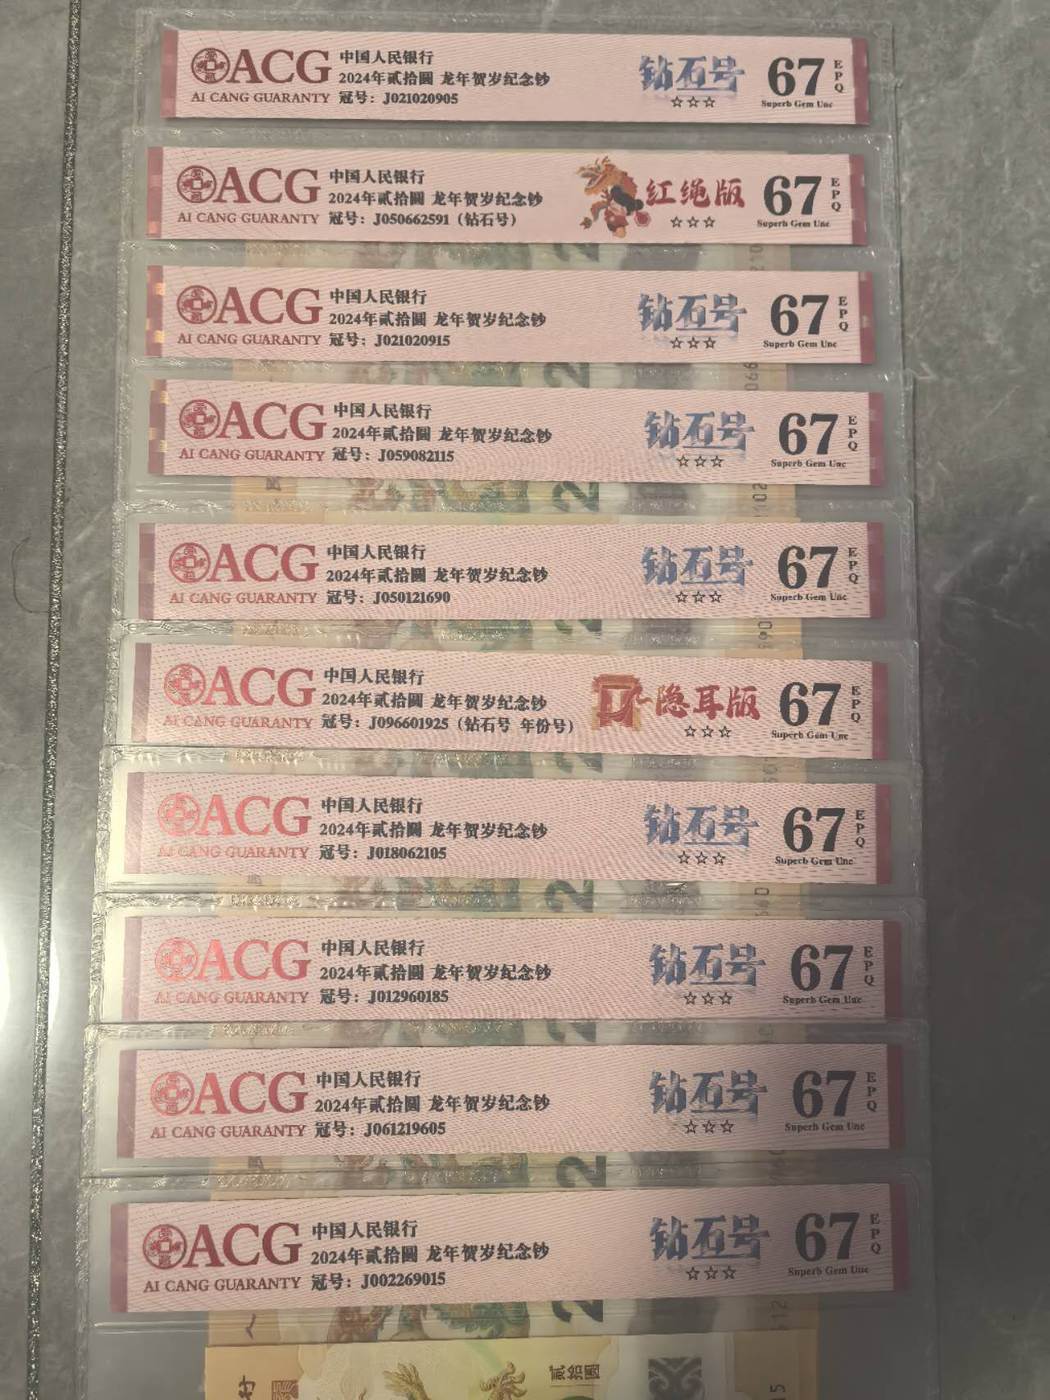 ACG
AI CANG GUARANTY
中国人民银行
2024年贰拾圆 龙年贺岁纪念钞
冠号：J021020905
钻石号
☆☆☆
67
EPQ
Superb Gem Unc
ACG
AI CANG GUARANTY
中国人民银行
2024年贰拾圆 龙年贺岁纪念钞
冠号：J050662591（钻石号）
红绳版
☆☆☆
67
EPQ
Superb Gem Unc
ACG
AI CANG GUARANTY
中国人民银行
2024年贰拾圆 龙年贺岁纪念钞
冠号：J021020915
钻石号
☆☆☆
67
EPQ
Superb Gem Unc
ACG
AI CANG GUARANTY
中国人民银行
2024年贰拾圆 龙年贺岁纪念钞
冠号：J059082115
钻石号
☆☆☆
67
EPQ
Superb Gem Unc
ACG
AI CANG GUARANTY
中国人民银行
2024年贰拾圆 龙年贺岁纪念钞
冠号：J050121690
钻石号
☆☆☆
67
EPQ
Superb Gem Unc
ACG
AI CANG GUARANTY
中国人民银行
2024年贰拾圆 龙年贺岁纪念钞
冠号：J096601925（钻石号 年份号）
隐耳版
☆☆☆
67
EPQ
Superb Gem Unc
ACG
AI CANG GUARANTY
中国人民银行
2024年贰拾圆 龙年贺岁纪念钞
冠号：J018062105
钻石号
☆☆☆
67
EPQ
Superb Gem Unc
ACG
AI CANG GUARANTY
中国人民银行
2024年贰拾圆 龙年贺岁纪念钞
冠号：J012960185
钻石号
☆☆☆
67
EPQ
Superb Gem Unc
ACG
AI CANG GUARANTY
中国人民银行
2024年贰拾圆 龙年贺岁纪念钞
冠号：J061219605
钻石号
☆☆☆
67
EPQ
Superb Gem Unc
ACG
AI CANG GUARANTY
中国人民银行
2024年贰拾圆 龙年贺岁纪念钞
冠号：J002269015
钻石号
☆☆☆
67
EPQ
Superb Gem Unc
贰拾圆